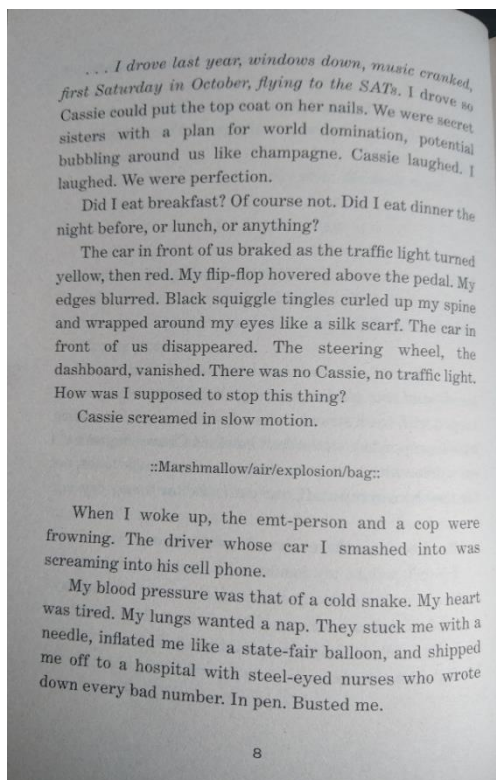 . . . I drove last year, windows down, music cranked,
first Saturday in October, flying to the SATs. I drove so
Cassie could put the top coat on her nails. We were secret
sisters with a plan for world domination, potential
bubbling around us like champagne. Cassie laughed. I
laughed. We were perfection.
Did I eat breakfast? Of course not. Did I eat dinner the
night before, or lunch, or anything?
The car in front of us braked as the traffic light turned
yellow, then red. My flip-flop hovered above the pedal. My
edges blurred. Black squiggle tingles curled up my spine
and wrapped around my eyes like a silk scarf. The car in
front of us disappeared. The steering wheel, the
dashboard, vanished. There was no Cassie, no traffic light.
How was I supposed to stop this thing?
Cassie screamed in slow motion.
::Marshmallow/air/explosion/bag::
When I woke up, the emt-person and a cop were
frowning. The driver whose car I smashed into was
screaming into his cell phone.
My blood pressure was that of a cold snake. My heart
was tired. My lungs wanted a nap. They stuck me with a
needle, inflated me like a state-fair balloon, and shipped
me off to a hospital with steel-eyed nurses who wrote
down every bad number. In pen. Busted me.
8